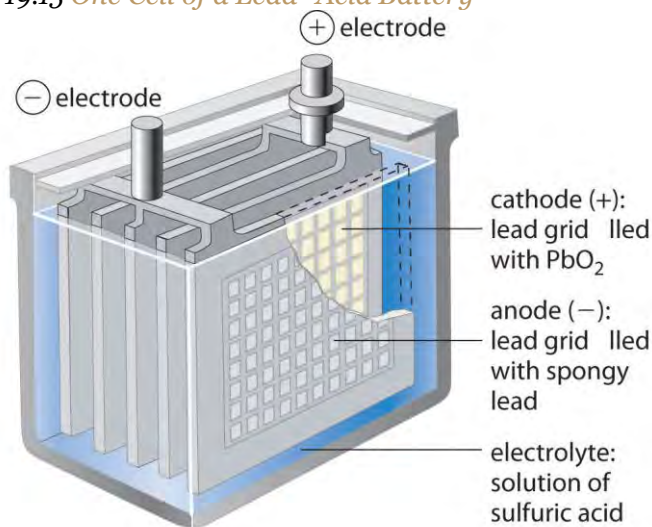 19.15 One Cell of a Lead–Acid Battery
(+) electrode
(−) electrode
cathode (+):
lead grid lled
with PbO₂
anode (−):
lead grid lled
with spongy
lead
electrolyte:
solution of
sulfuric acid